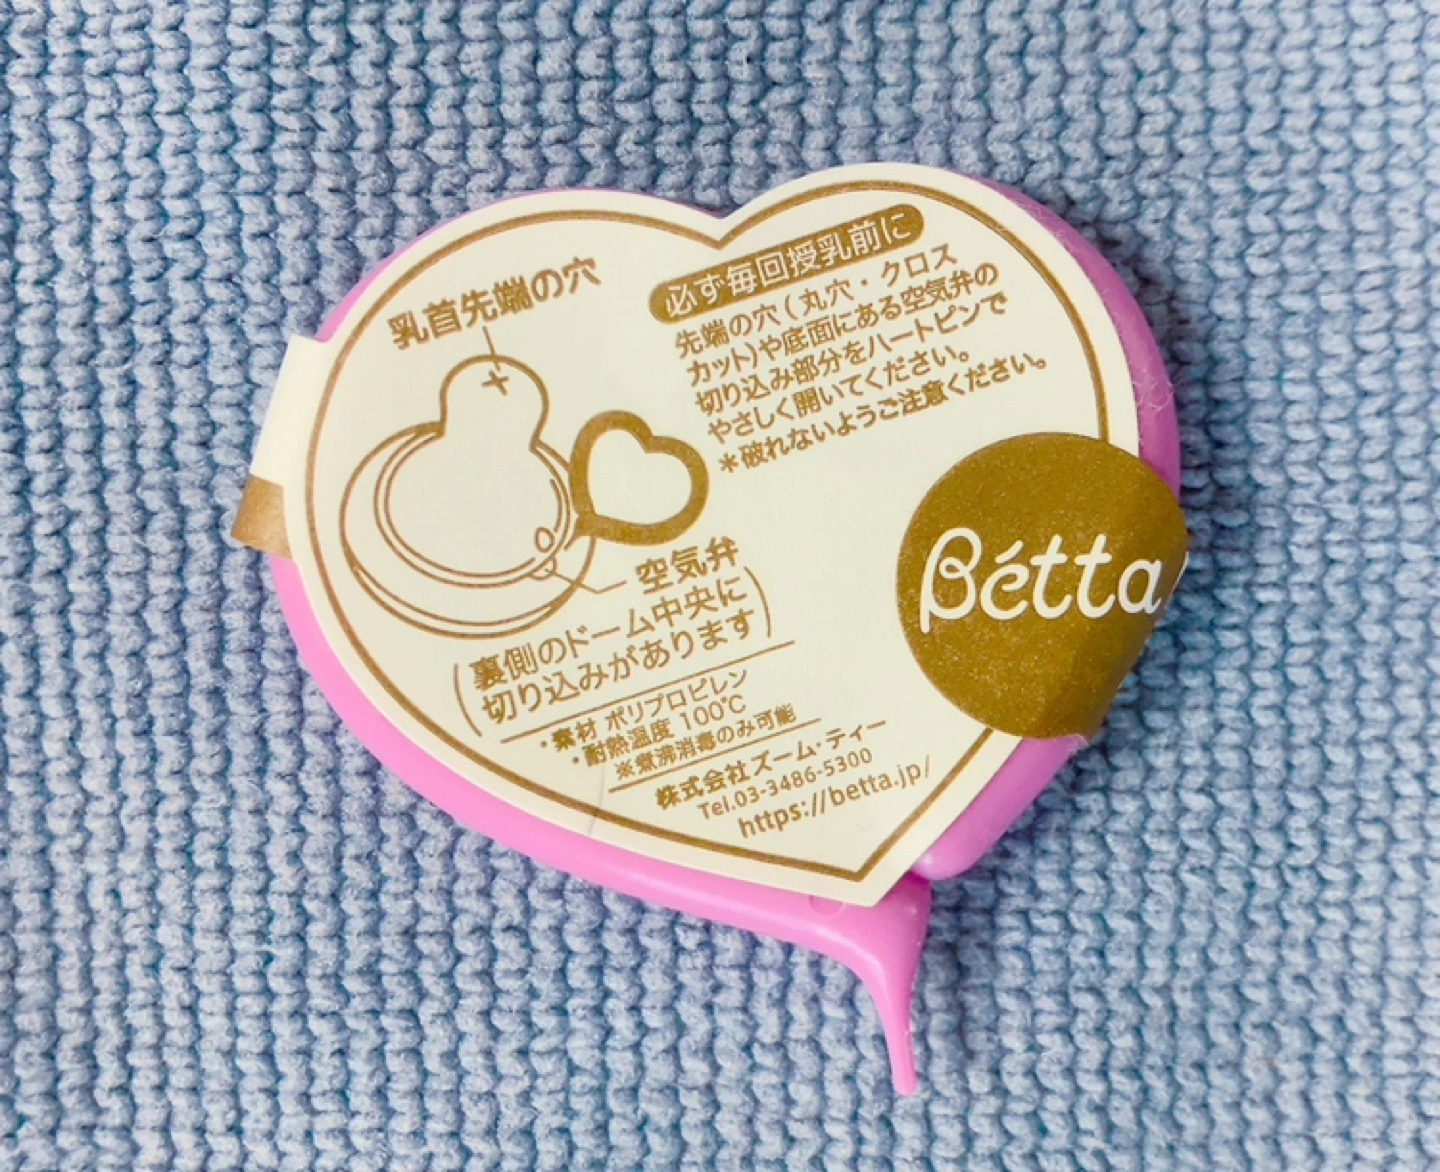 乳首先端の穴
必ず毎回授乳前に
先端の穴(丸穴・クロス
カット)や底面にある空気弁の
切り込み部分をハートピンで
やさしく開いてください。
*破れないようご注意ください。
空気弁
(裏側のドーム中央に
切り込みがあります)
・素材 ポリプロピレン
・耐熱温度 100℃
※煮沸消毒のみ可能
株式会社ズーム・ティー
Tel.03-3486-5300
https://betta.jp/
Bétta